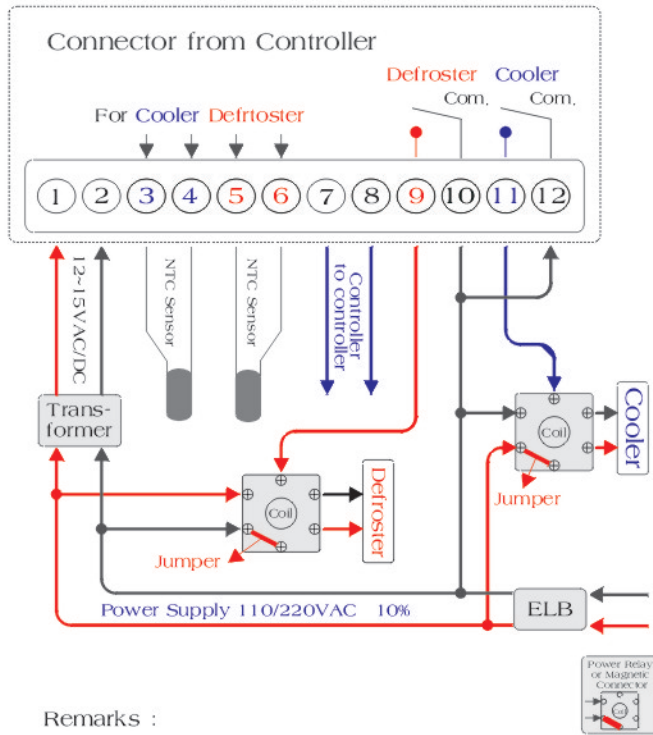 Connector from Controller
Defroster Cooler
Com. Com.
For Cooler Defrtoster
1 2 3 4 5 6 7 8 9 10 11 12
12~15VAC/DC
NTC Sensor
NTC Sensor
Controller
to controller
Trans-
former
Coil
Cooler
Jumper
Coil
Defroster
Jumper
Power Supply 110/220VAC 10%
ELB
Power Relay
or Magnetic
Connector
Coil
Remarks :